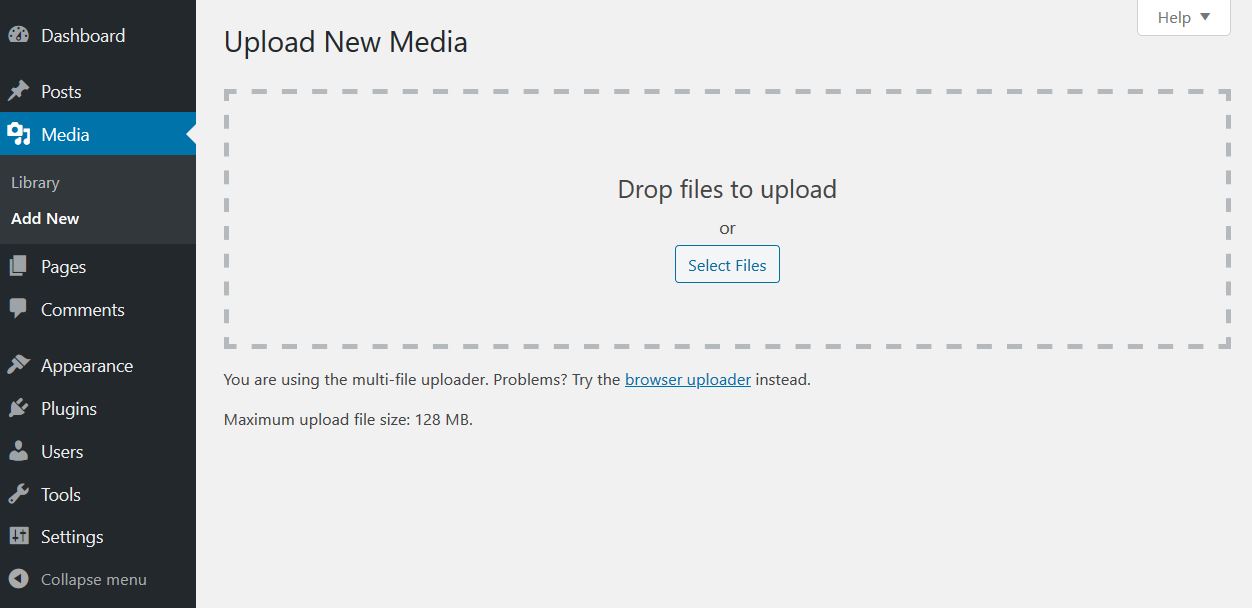 Dashboard
Posts
Media
Library
Add New
Pages
Comments
Appearance
Plugins
Users
Tools
Settings
Collapse menu
Help
Upload New Media
Drop files to upload
or
Select Files
You are using the multi-file uploader. Problems? Try the browser uploader instead.
Maximum upload file size: 128 MB.